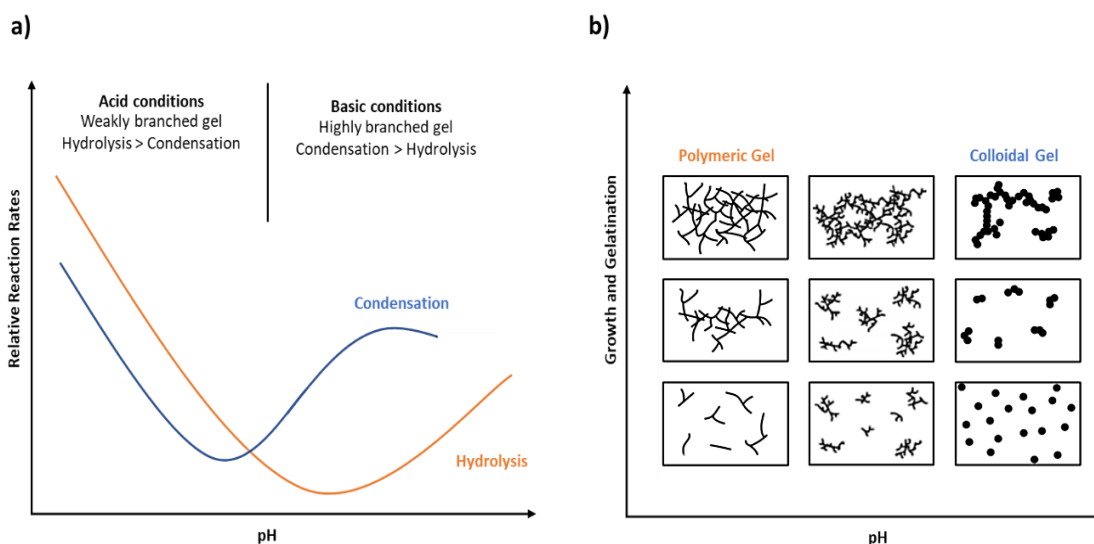 a)
Acid conditions
Weakly branched gel
Hydrolysis > Condensation
Basic conditions
Highly branched gel
Condensation > Hydrolysis
Relative Reaction Rates
Condensation
Hydrolysis
pH
b)
Growth and Gelatination
Polymeric Gel
Colloidal Gel
pH